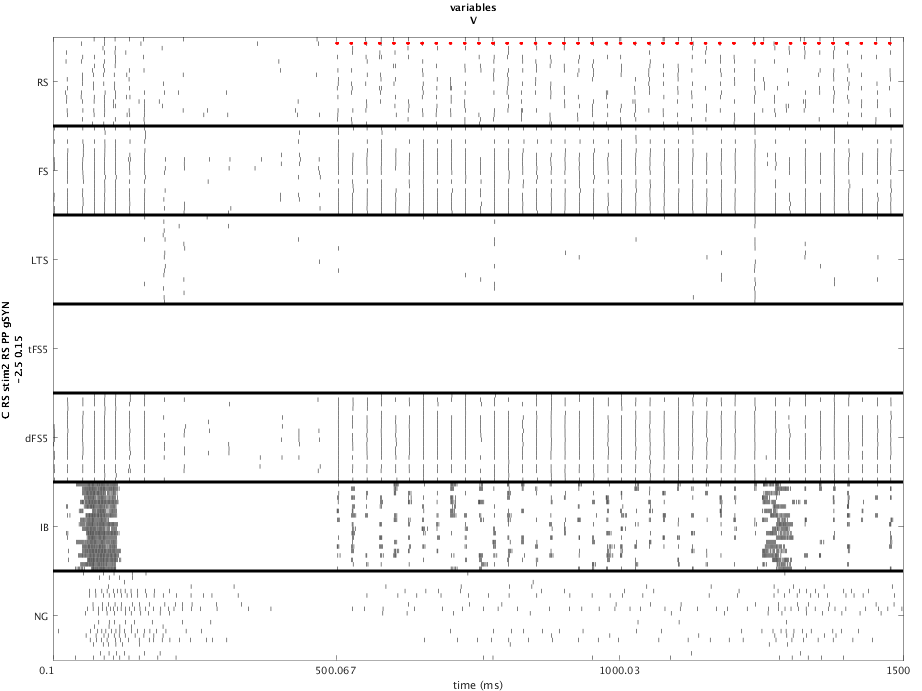 variables
V
C RS stim2 RS PP gSYN
-2.5 0.15
RS
FS
LTS
tFS5
dFS5
IB
NG
0.1
500.067
1000.03
1500
time (ms)